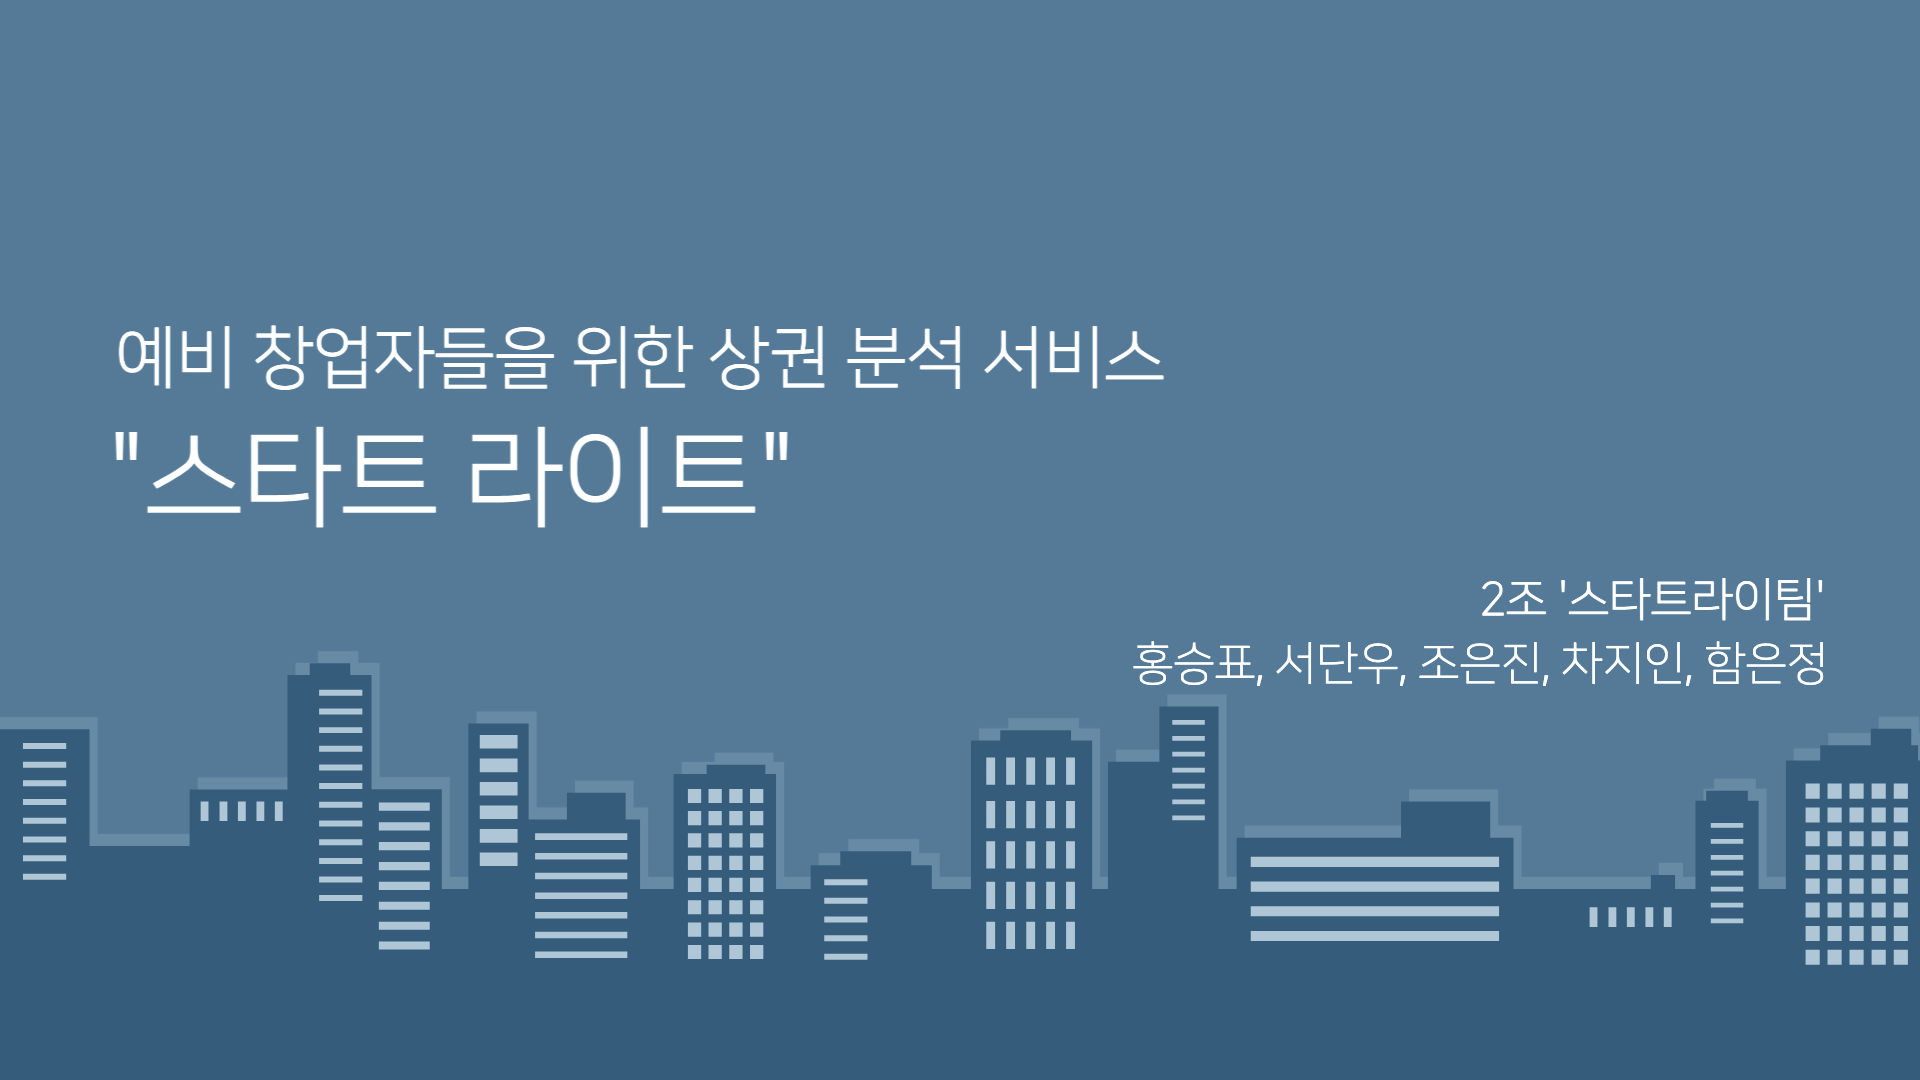 예비 창업자들을 위한 상권 분석 서비스
"스타트 라이트"
2조 '스타트라이팀'
홍승표, 서단우, 조은진, 차지인, 함은정